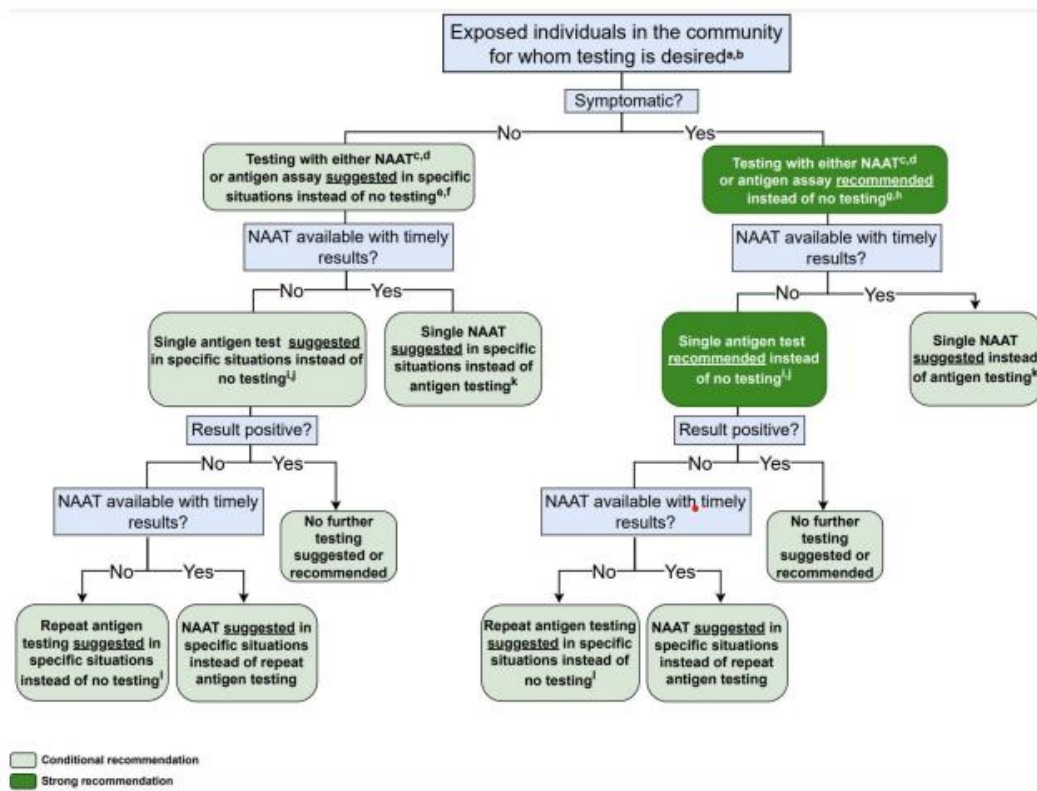 Exposed individuals in the community
for whom testing is desiredᵃ,ᵇ
Symptomatic?
No
Yes
Testing with either NAATᶜ,ᵈ
or antigen assay suggested in specific
situations instead of no testingᵉ,ᶠ
Testing with either NAATᶜ,ᵈ
or antigen assay recommended
instead of no testingᵍ,ʰ
NAAT available with timely
results?
NAAT available with timely
results?
No
Yes
No
Yes
Single antigen test suggested
in specific situations instead of
no testingⁱ,ʲ
Single NAAT
suggested in specific
situations instead of
antigen testingᵏ
Single antigen test
recommended instead
of no testingⁱ,ʲ
Single NAAT
suggested instead
of antigen testingᵏ
Result positive?
Result positive?
No
Yes
No
Yes
NAAT available with timely
results?
No further
testing
suggested or
recommended
NAAT available with timely
results?
No further
testing
suggested or
recommended
No
Yes
No
Yes
Repeat antigen
testing suggested in
specific situations
instead of no testingˡ
NAAT suggested in
specific situations
instead of repeat
antigen testing
Repeat antigen testing
suggested in specific
situations instead of
no testingˡ
NAAT suggested in
specific situations
instead of repeat
antigen testing
Conditional recommendation
Strong recommendation